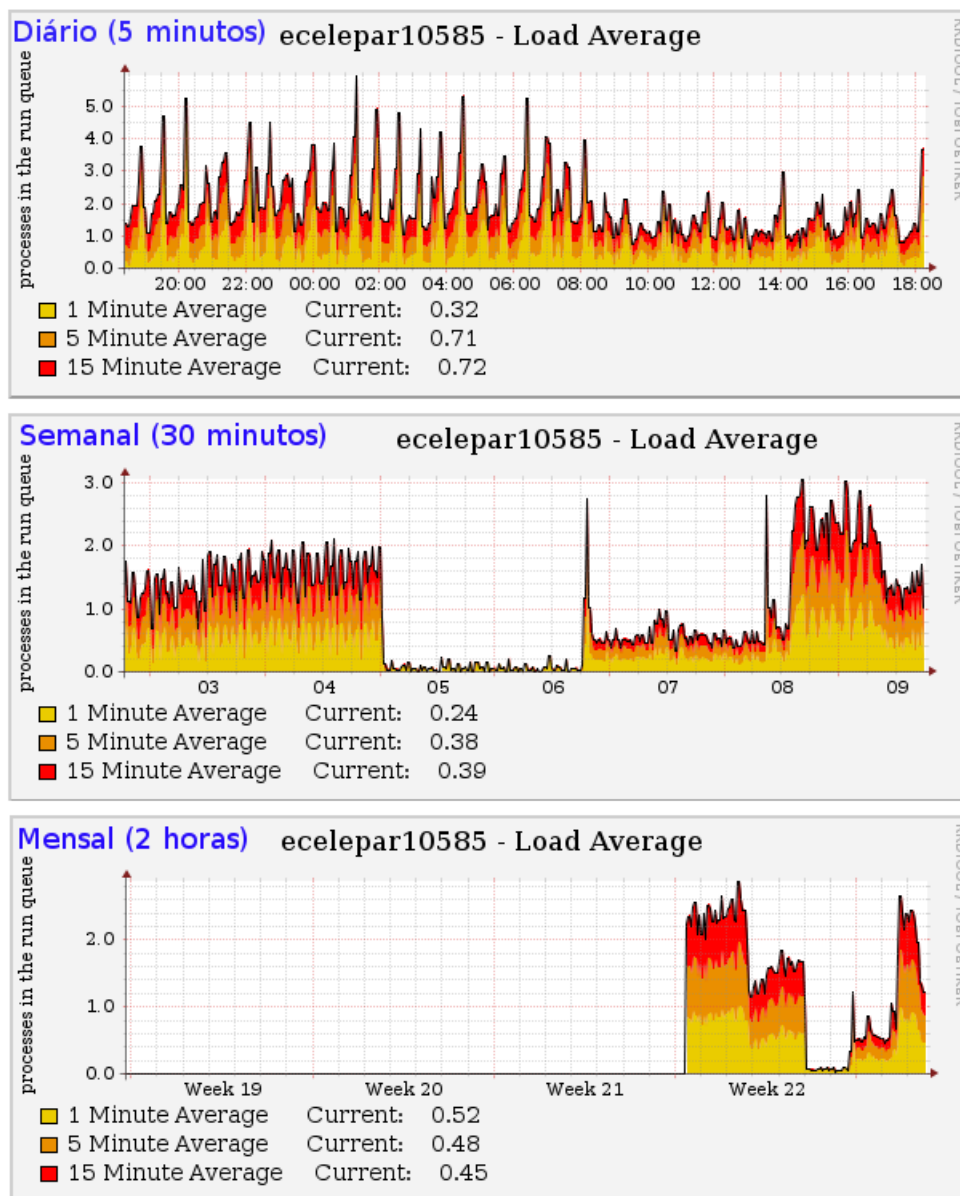 Diário (5 minutos) ecelepar10585 - Load Average
processes in the run queue
5.0
4.0
3.0
2.0
1.0
0.0
20:00 22:00 00:00 02:00 04:00 06:00 08:00 10:00 12:00 14:00 16:00 18:00
1 Minute Average Current: 0.32
5 Minute Average Current: 0.71
15 Minute Average Current: 0.72
Semanal (30 minutos) ecelepar10585 - Load Average
processes in the run queue
3.0
2.0
1.0
0.0
03 04 05 06 07 08 09
1 Minute Average Current: 0.24
5 Minute Average Current: 0.38
15 Minute Average Current: 0.39
Mensal (2 horas) ecelepar10585 - Load Average
processes in the run queue
2.0
1.0
0.0
Week 19 Week 20 Week 21 Week 22
1 Minute Average Current: 0.52
5 Minute Average Current: 0.48
15 Minute Average Current: 0.45